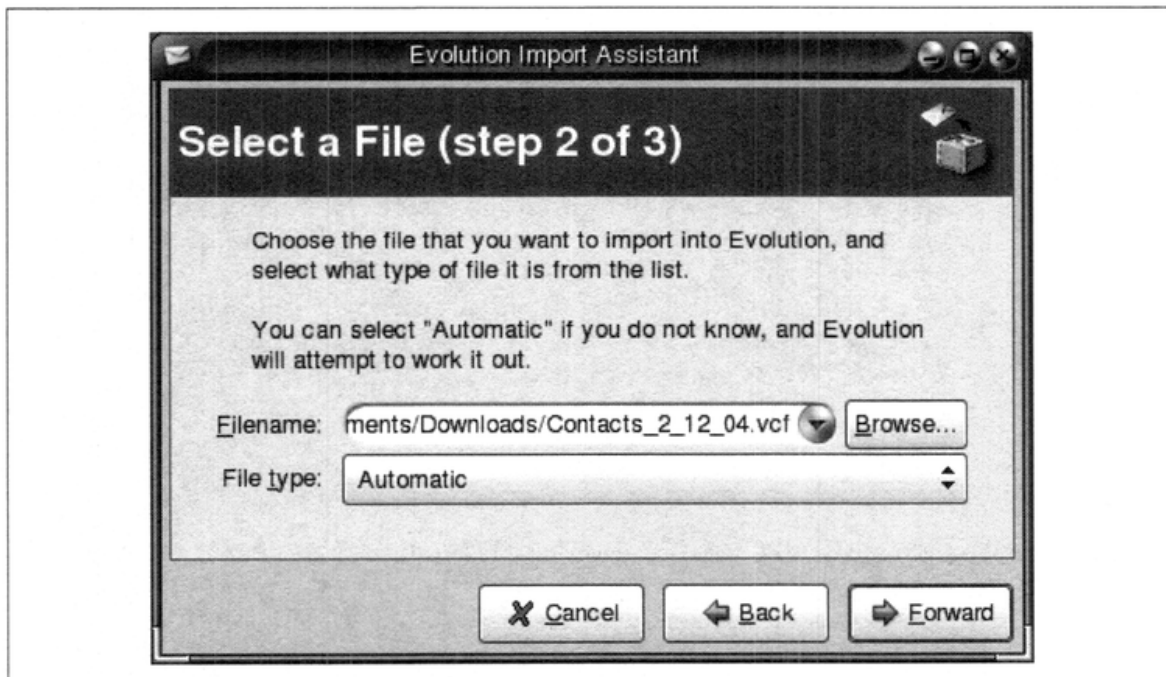 Evolution Import Assistant
Select a File (step 2 of 3)
Choose the file that you want to import into Evolution, and
select what type of file it is from the list.
You can select "Automatic" if you do not know, and Evolution
will attempt to work it out.
Filename: ments/Downloads/Contacts_2_12_04.vcf Browse...
File type: Automatic
Cancel Back Forward